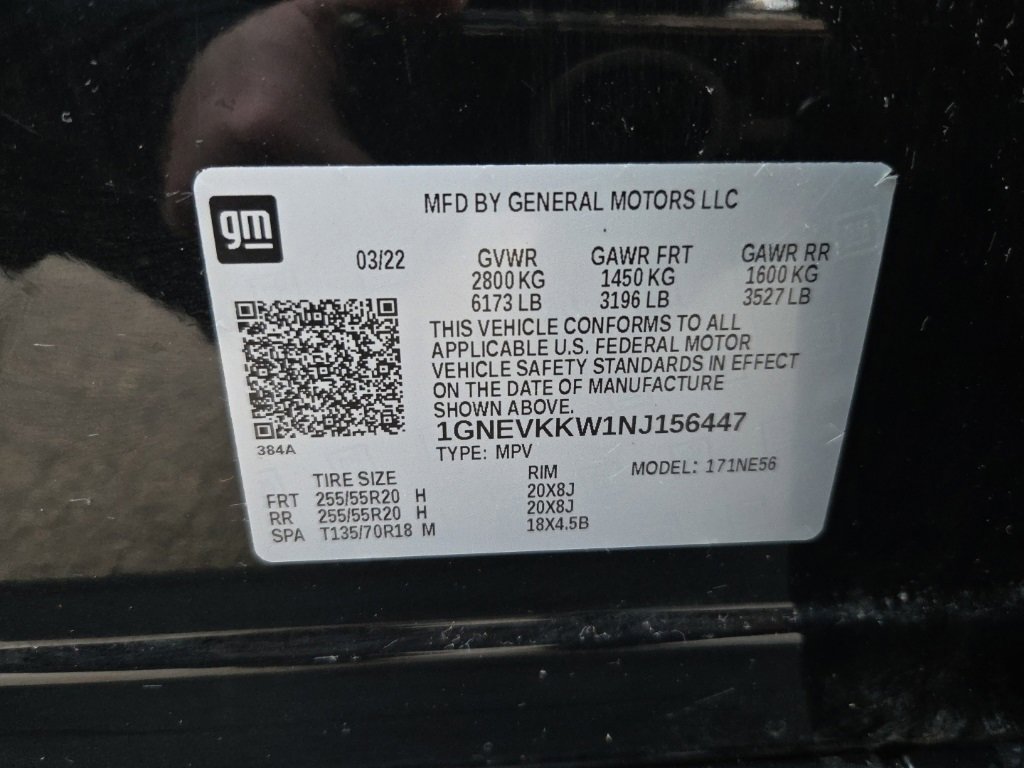 gm
MFD BY GENERAL MOTORS LLC
03/22 GVWR GAWR FRT GAWR RR
2800 KG 1450 KG 1600 KG
6173 LB 3196 LB 3527 LB
THIS VEHICLE CONFORMS TO ALL
APPLICABLE U.S. FEDERAL MOTOR
VEHICLE SAFETY STANDARDS IN EFFECT
ON THE DATE OF MANUFACTURE
SHOWN ABOVE.
1GNEVKKW1NJ156447
384A
TYPE: MPV MODEL: 171NE56
TIRE SIZE RIM
FRT 255/55R20 H 20X8J
RR 255/55R20 H 20X8J
SPA T135/70R18 M 18X4.5B